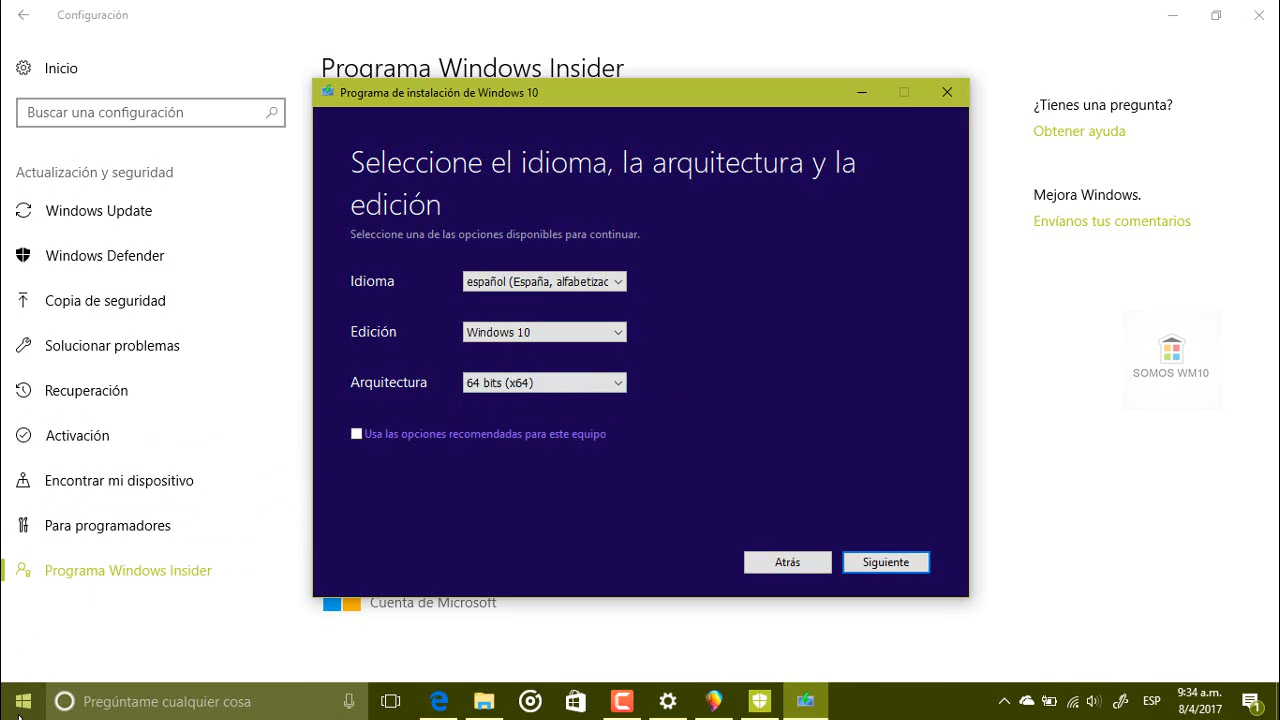 Configuración
Inicio
Buscar una configuración
Actualización y seguridad
Windows Update
Windows Defender
Copia de seguridad
Solucionar problemas
Recuperación
Activación
Encontrar mi dispositivo
Para programadores
Programa Windows Insider
Programa Windows Insider
Programa de instalación de Windows 10
Seleccione el idioma, la arquitectura y la
edición
Seleccione una de las opciones disponibles para continuar.
Idioma
español (España, alfabetizac
Edición
Windows 10
Arquitectura
64 bits (x64)
Usa las opciones recomendadas para este equipo
Atrás
Siguiente
Cuenta de Microsoft
¿Tienes una pregunta?
Obtener ayuda
Mejora Windows.
Envíanos tus comentarios
SOMOS WM10
Pregúntame cualquier cosa
ESP
9:34 a.m.
8/4/2017
1